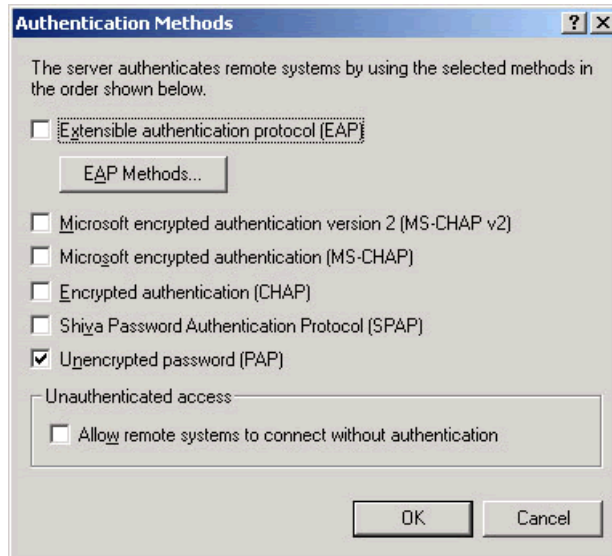 Authentication Methods
The server authenticates remote systems by using the selected methods in
the order shown below.
Extensible authentication protocol (EAP)
EAP Methods...
Microsoft encrypted authentication version 2 (MS-CHAP v2)
Microsoft encrypted authentication (MS-CHAP)
Encrypted authentication (CHAP)
Shiva Password Authentication Protocol (SPAP)
Unencrypted password (PAP)
Unauthenticated access
Allow remote systems to connect without authentication
OK Cancel